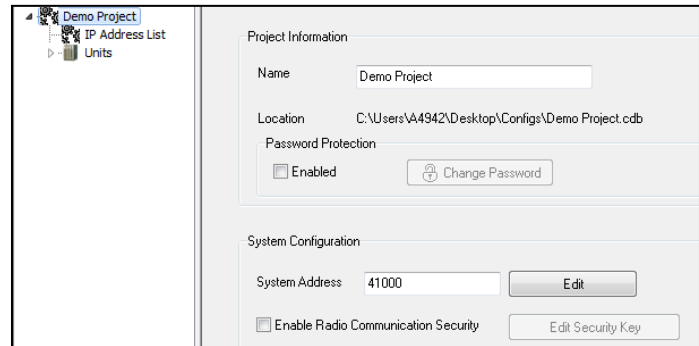 Demo Project
IP Address List
Units
Project Information
Name Demo Project
Location C:\Users\A4942\Desktop\Configs\Demo Project.cdb
Password Protection
Enabled Change Password
System Configuration
System Address 41000 Edit
Enable Radio Communication Security Edit Security Key